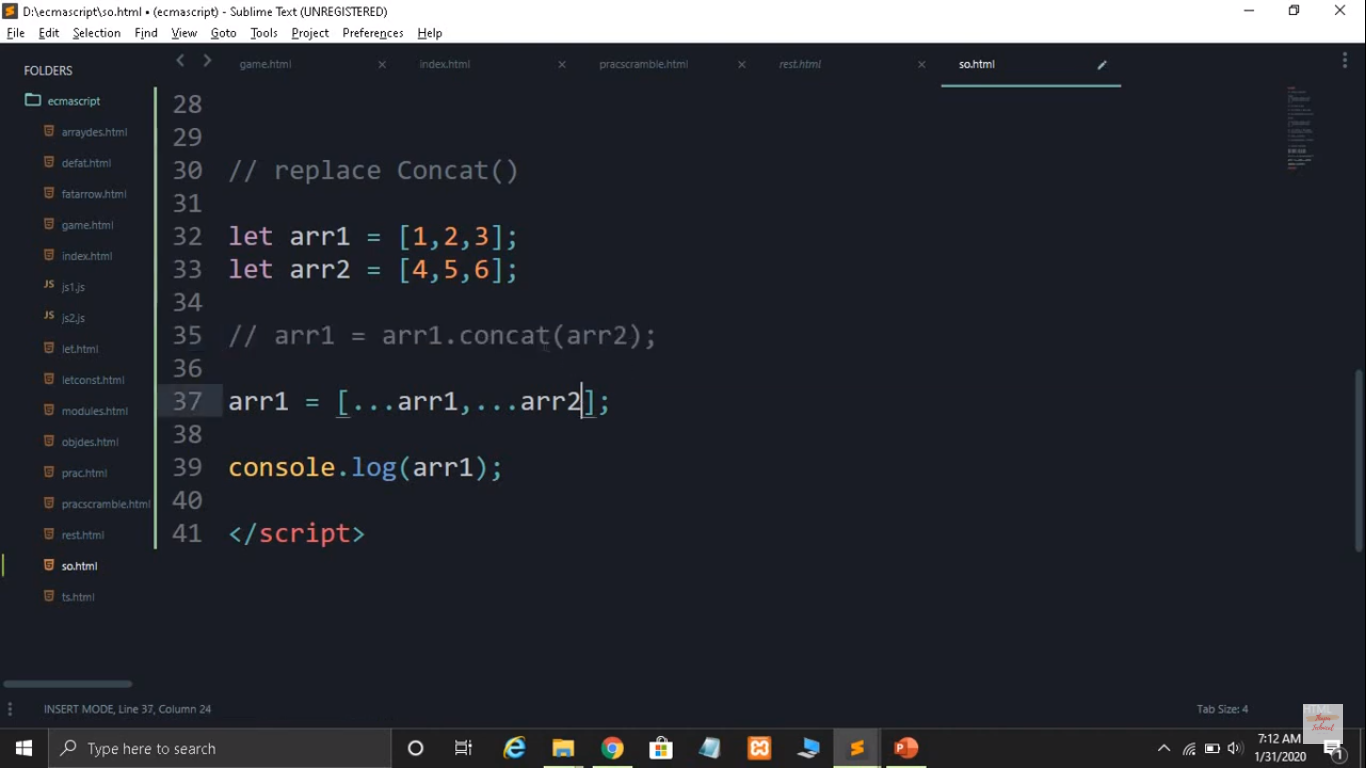 D:\ecmascript\so.html • (ecmascript) - Sublime Text (UNREGISTERED)
File Edit Selection Find View Goto Tools Project Preferences Help
FOLDERS
ecmascript
arraydes.html
defat.html
fatarrow.html
game.html
index.html
js1.js
js2.js
let.html
letconst.html
modules.html
objdes.html
prac.html
pracscramble.html
rest.html
so.html
ts.html
game.html index.html pracscramble.html rest.html so.html
28
29
30 // replace Concat()
31
32 let arr1 = [1,2,3];
33 let arr2 = [4,5,6];
34
35 // arr1 = arr1.concat(arr2);
36
37 arr1 = [...arr1,...arr2];
38
39 console.log(arr1);
40
41 </script>
INSERT MODE, Line 37, Column 24
Tab Size: 4
HTML
Type here to search
7:12 AM
1/31/2020
1